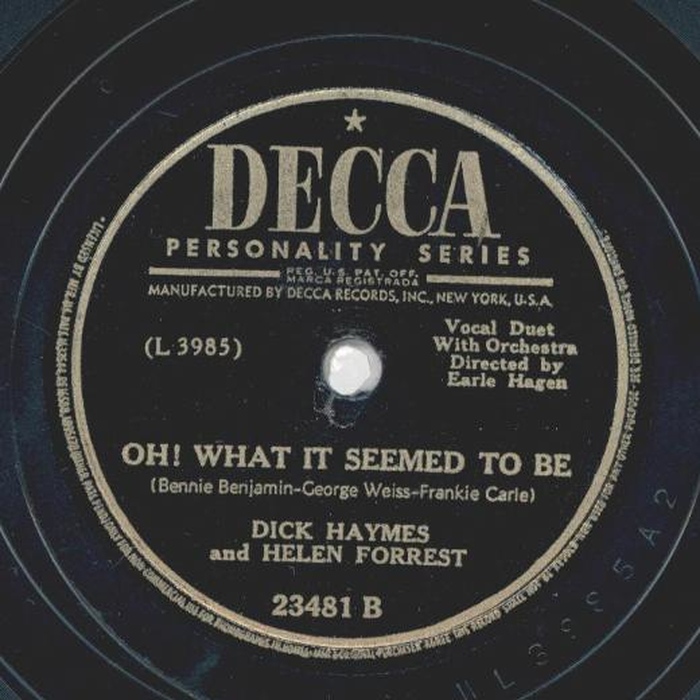 DECCA
PERSONALITY SERIES
REG. U.S. PAT. OFF.
MARCA REGISTRADA
MANUFACTURED BY DECCA RECORDS, INC., NEW YORK, U.S.A.
(L 3985)
Vocal Duet
With Orchestra
Directed by
Earle Hagen
OH! WHAT IT SEEMED TO BE
(Bennie Benjamin-George Weiss-Frankie Carle)
DICK HAYMES
and HELEN FORREST
23481 B
L 3985 A 2